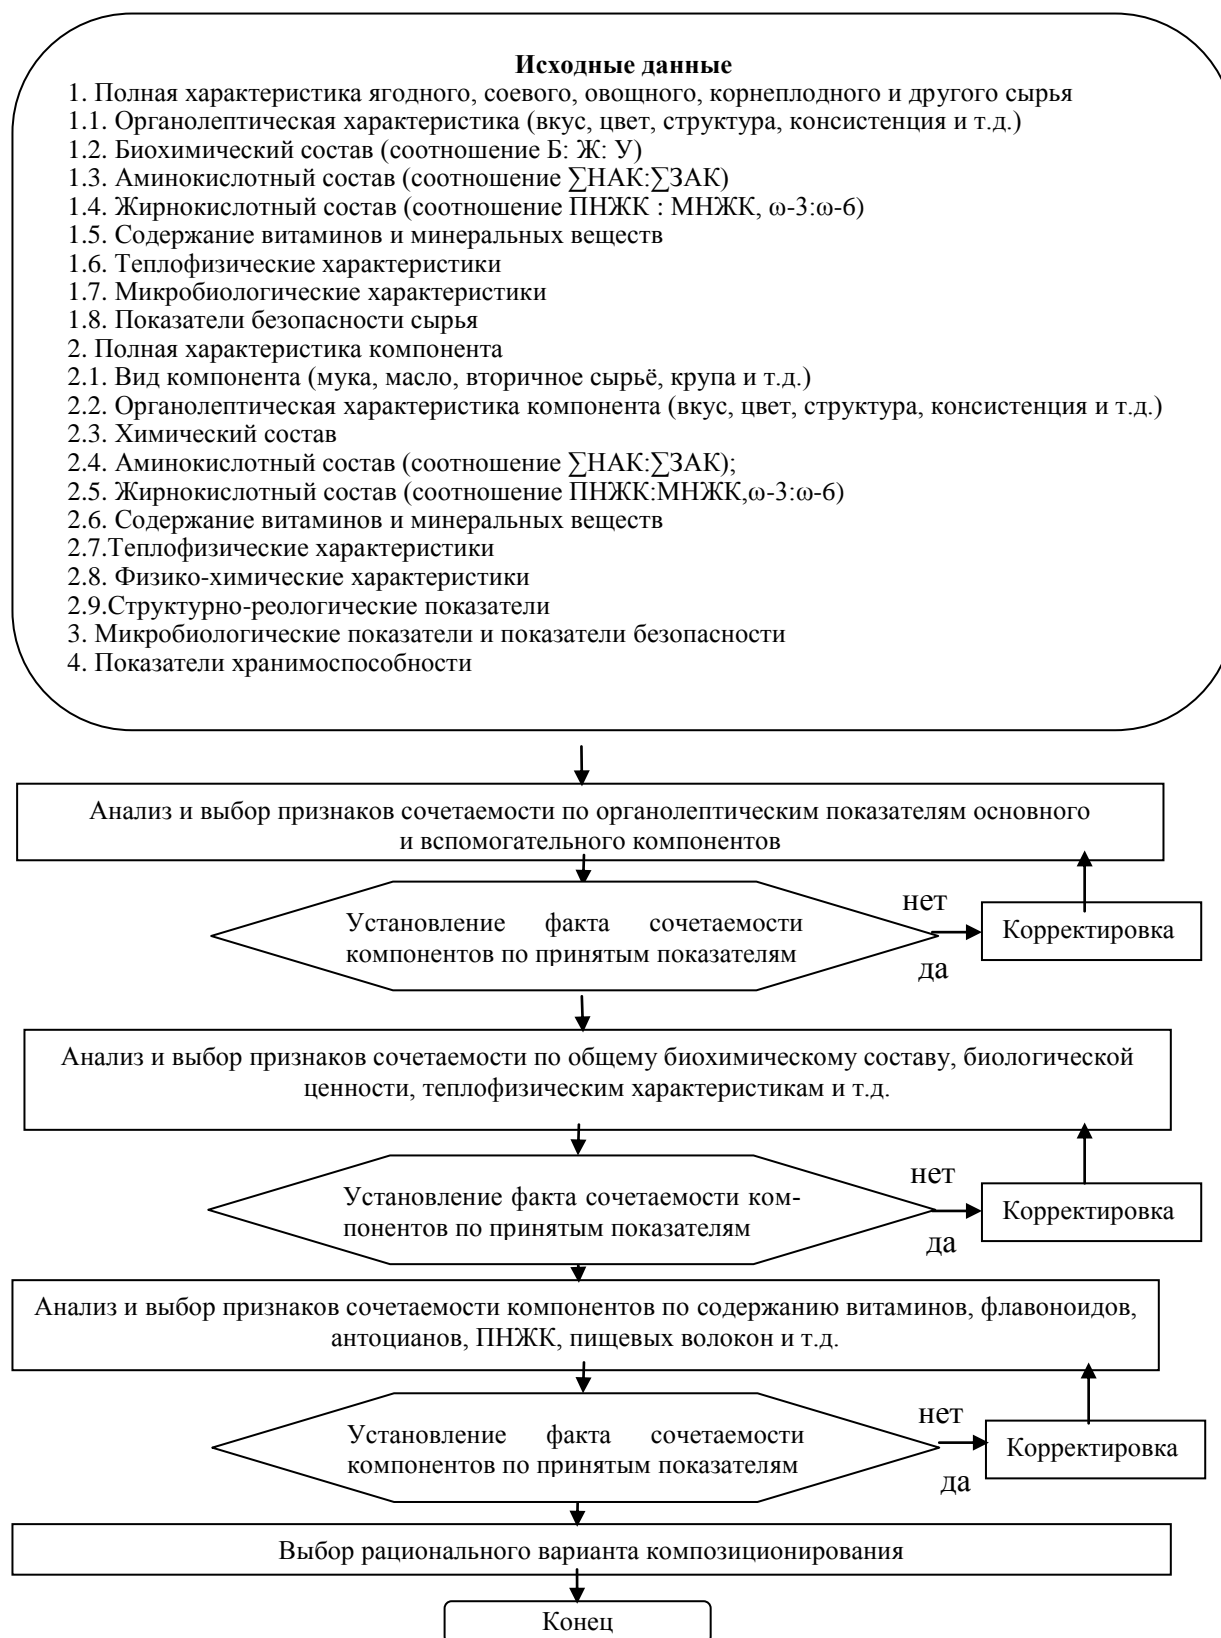 Исходные данные
1. Полная характеристика ягодного, соевого, овощного, корнеплодного и другого сырья
1.1. Органолептическая характеристика (вкус, цвет, структура, консистенция и т.д.)
1.2. Биохимический состав (соотношение Б: Ж: У)
1.3. Аминокислотный состав (соотношение ∑НАК:∑ЗАК)
1.4. Жирнокислотный состав (соотношение ПНЖК : МНЖК, ω-3:ω-6)
1.5. Содержание витаминов и минеральных веществ
1.6. Теплофизические характеристики
1.7. Микробиологические характеристики
1.8. Показатели безопасности сырья
2. Полная характеристика компонента
2.1. Вид компонента (мука, масло, вторичное сырьё, крупа и т.д.)
2.2. Органолептическая характеристика компонента (вкус, цвет, структура, консистенция и т.д.)
2.3. Химический состав
2.4. Аминокислотный состав (соотношение ∑НАК:∑ЗАК);
2.5. Жирнокислотный состав (соотношение ПНЖК:МНЖК,ω-3:ω-6)
2.6. Содержание витаминов и минеральных веществ
2.7.Теплофизические характеристики
2.8. Физико-химические характеристики
2.9.Структурно-реологические показатели
3. Микробиологические показатели и показатели безопасности
4. Показатели хранимоспособности
Анализ и выбор признаков сочетаемости по органолептическим показателям основного
и вспомогательного компонентов
Установление факта сочетаемости
компонентов по принятым показателям
нет
да
Корректировка
Анализ и выбор признаков сочетаемости по общему биохимическому составу, биологической
ценности, теплофизическим характеристикам и т.д.
Установление факта сочетаемости ком-
понентов по принятым показателям
нет
да
Корректировка
Анализ и выбор признаков сочетаемости компонентов по содержанию витаминов, флавоноидов,
антоцианов, ПНЖК, пищевых волокон и т.д.
Установление факта сочетаемости
компонентов по принятым показателям
нет
да
Корректировка
Выбор рационального варианта композиционирования
Конец